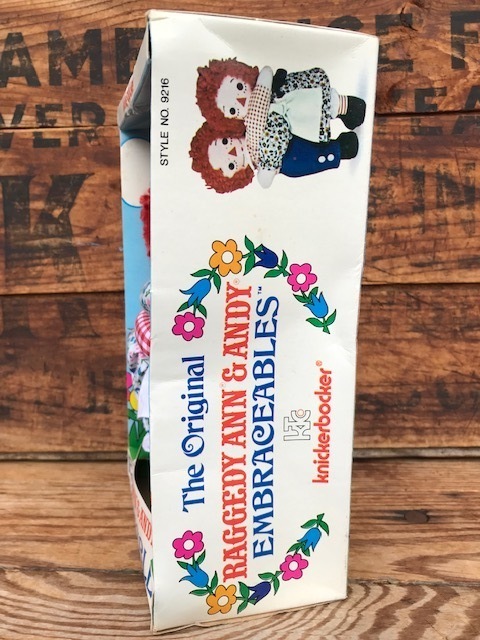 STYLE NO. 9216
The Original
RAGGEDY ANN & ANDY
EMBRACEABLES™
KTC
knickerbocker®